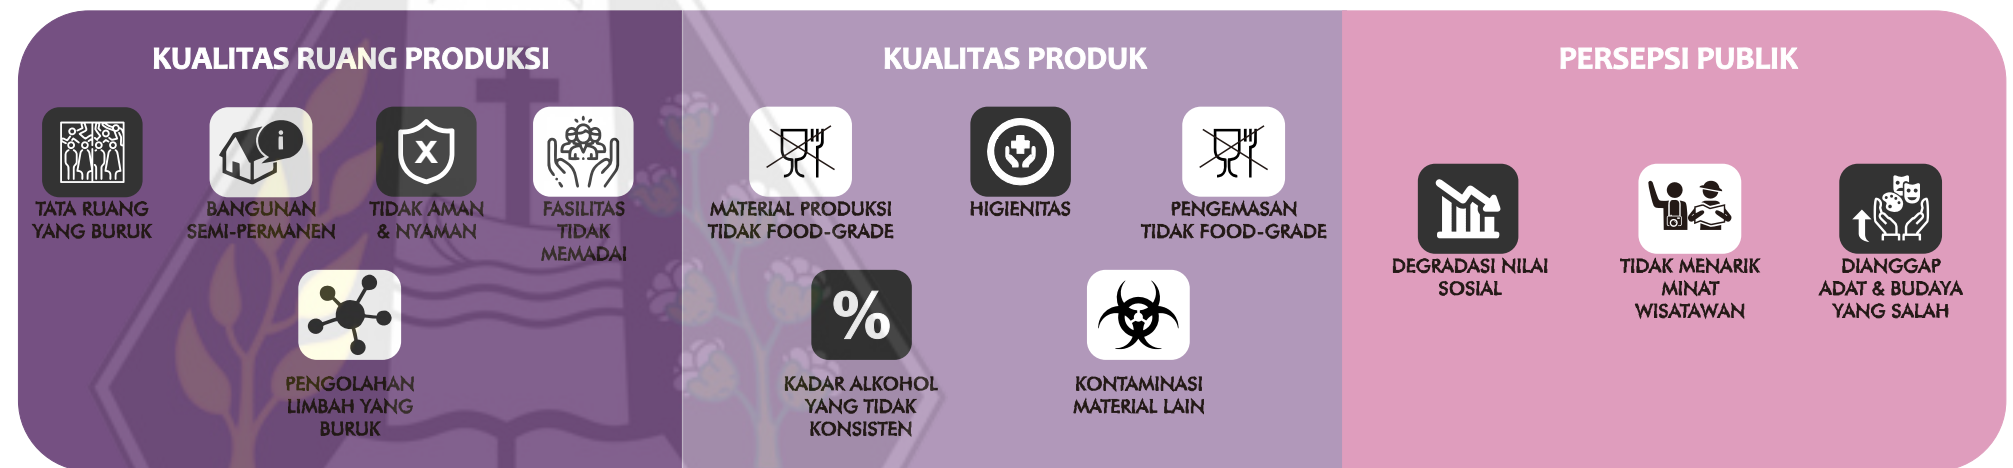 KUALITAS RUANG PRODUKSI
TATA RUANG
YANG BURUK
i
BANGUNAN
SEMI-PERMANEN
X
TIDAK AMAN
& NYAMAN
FASILITAS
TIDAK
MEMADAI
PENGOLAHAN
LIMBAH YANG
BURUK
KUALITAS PRODUK
MATERIAL PRODUKSI
TIDAK FOOD-GRADE
HIGIENITAS
PENGEMASAN
TIDAK FOOD-GRADE
%
KADAR ALKOHOL
YANG TIDAK
KONSISTEN
KONTAMINASI
MATERIAL LAIN
PERSEPSI PUBLIK
DEGRADASI NILAI
SOSIAL
TIDAK MENARIK
MINAT
WISATAWAN
DIANGGAP
ADAT & BUDAYA
YANG SALAH